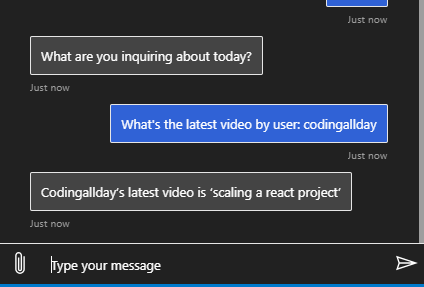 Just now
What are you inquiring about today?
Just now
What's the latest video by user: codingallday
Just now
Codingallday's latest video is ‘scaling a react project’
Just now
Type your message